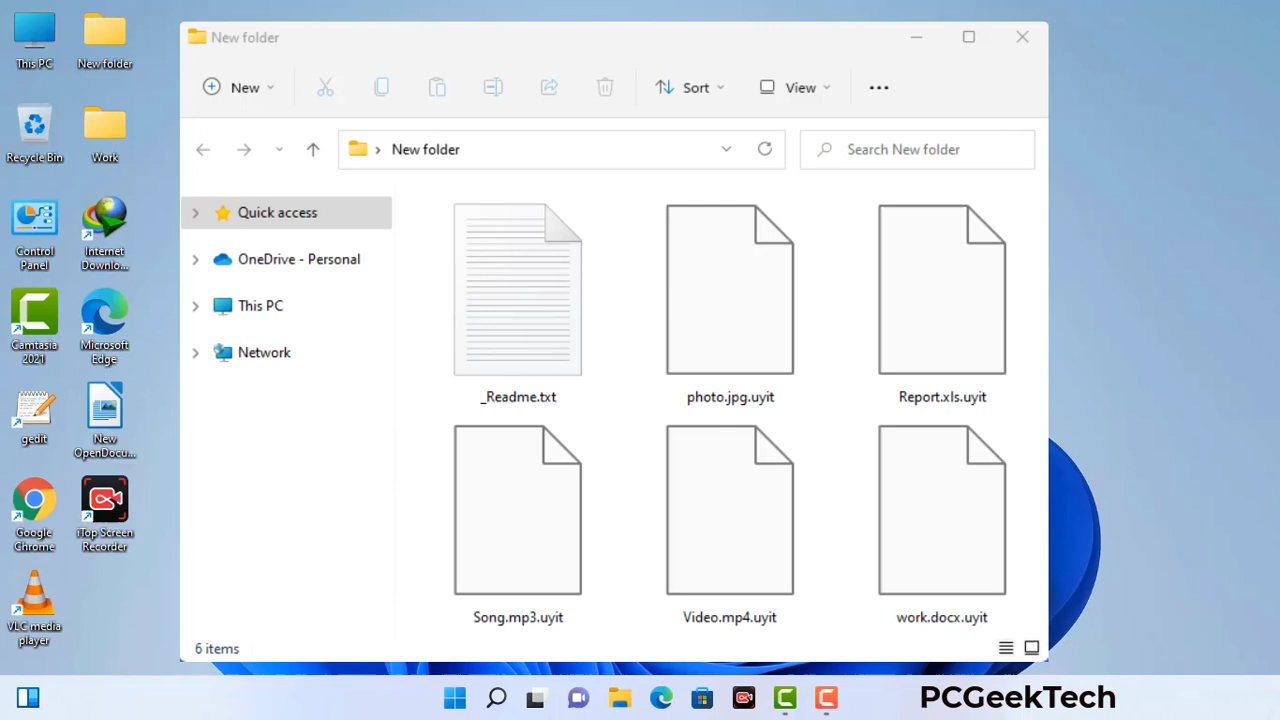 This PC
New folder
Recycle Bin
Work
Control
Panel
Internet
Downlo...
Camtasia
2021
Microsoft
Edge
gedit
New
OpenDocu...
Google
Chrome
iTop Screen
Recorder
VLC media
player
New folder
New
Sort
View
New folder
Search New folder
Quick access
OneDrive - Personal
This PC
Network
_Readme.txt
photo.jpg.uyit
Report.xls.uyit
Song.mp3.uyit
Video.mp4.uyit
work.docx.uyit
6 items
PCGeekTech